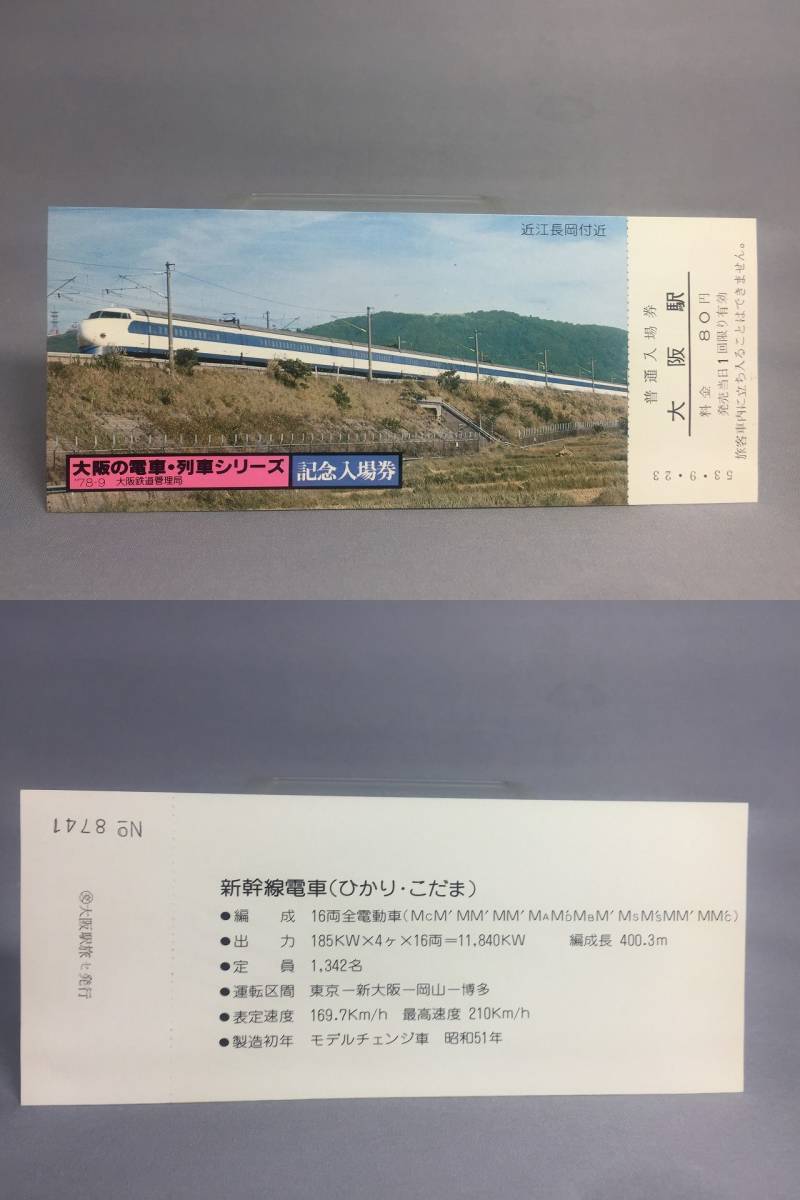 近江長岡付近
大阪の電車・列車シリーズ
'78・9 大阪鉄道管理局
記念入場券
普通入場券
大阪駅
料金 80円
発売当日1回限り有効
旅客車内に立ち入ることはできません。
53・9・23
No 8741
大阪駅旅七発行
新幹線電車(ひかり・こだま)
●編成 16両全電動車(MCM'MM'MM'MAM'DMBM'MSM'SMM'MM'C)
●出力 185KW×4ヶ×16両=11,840KW 編成長 400.3m
●定員 1,342名
●運転区間 東京―新大阪―岡山―博多
●表定速度 169.7Km/h 最高速度 210Km/h
●製造初年 モデルチェンジ車 昭和51年